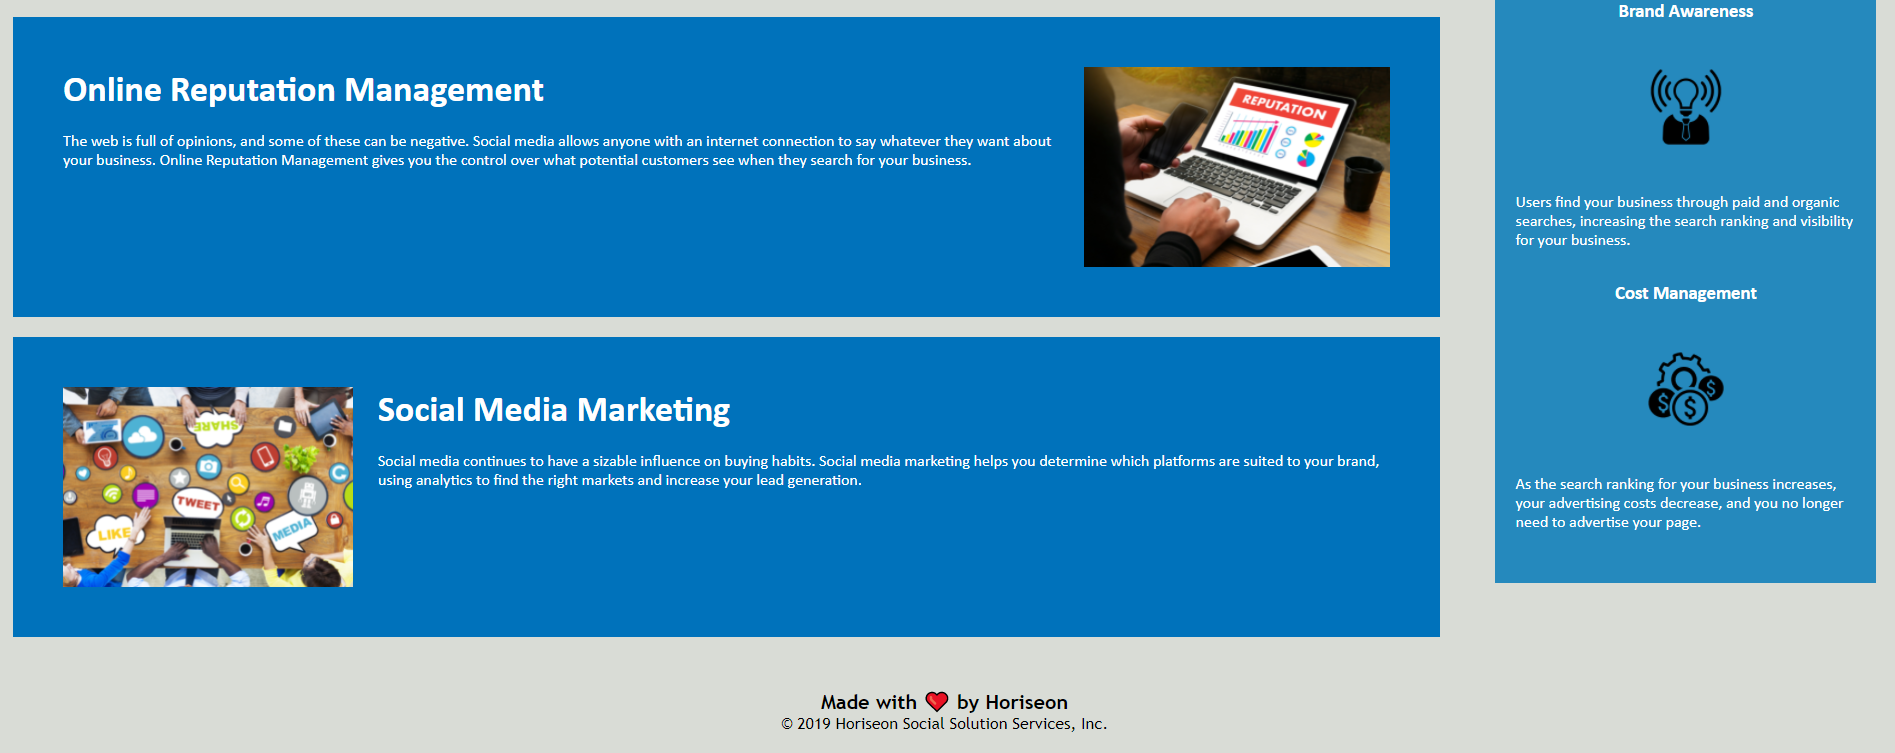 Online Reputation Management
The web is full of opinions, and some of these can be negative. Social media allows anyone with an internet connection to say whatever they want about
your business. Online Reputation Management gives you the control over what potential customers see when they search for your business.
REPUTATION
SHARE
TWEET
LIKE
MEDIA
Social Media Marketing
Social media continues to have a sizable influence on buying habits. Social media marketing helps you determine which platforms are suited to your brand,
using analytics to find the right markets and increase your lead generation.
Brand Awareness
Users find your business through paid and organic
searches, increasing the search ranking and visibility
for your business.
Cost Management
$
$
$
As the search ranking for your business increases,
your advertising costs decrease, and you no longer
need to advertise your page.
Made with ❤️ by Horiseon
© 2019 Horiseon Social Solution Services, Inc.